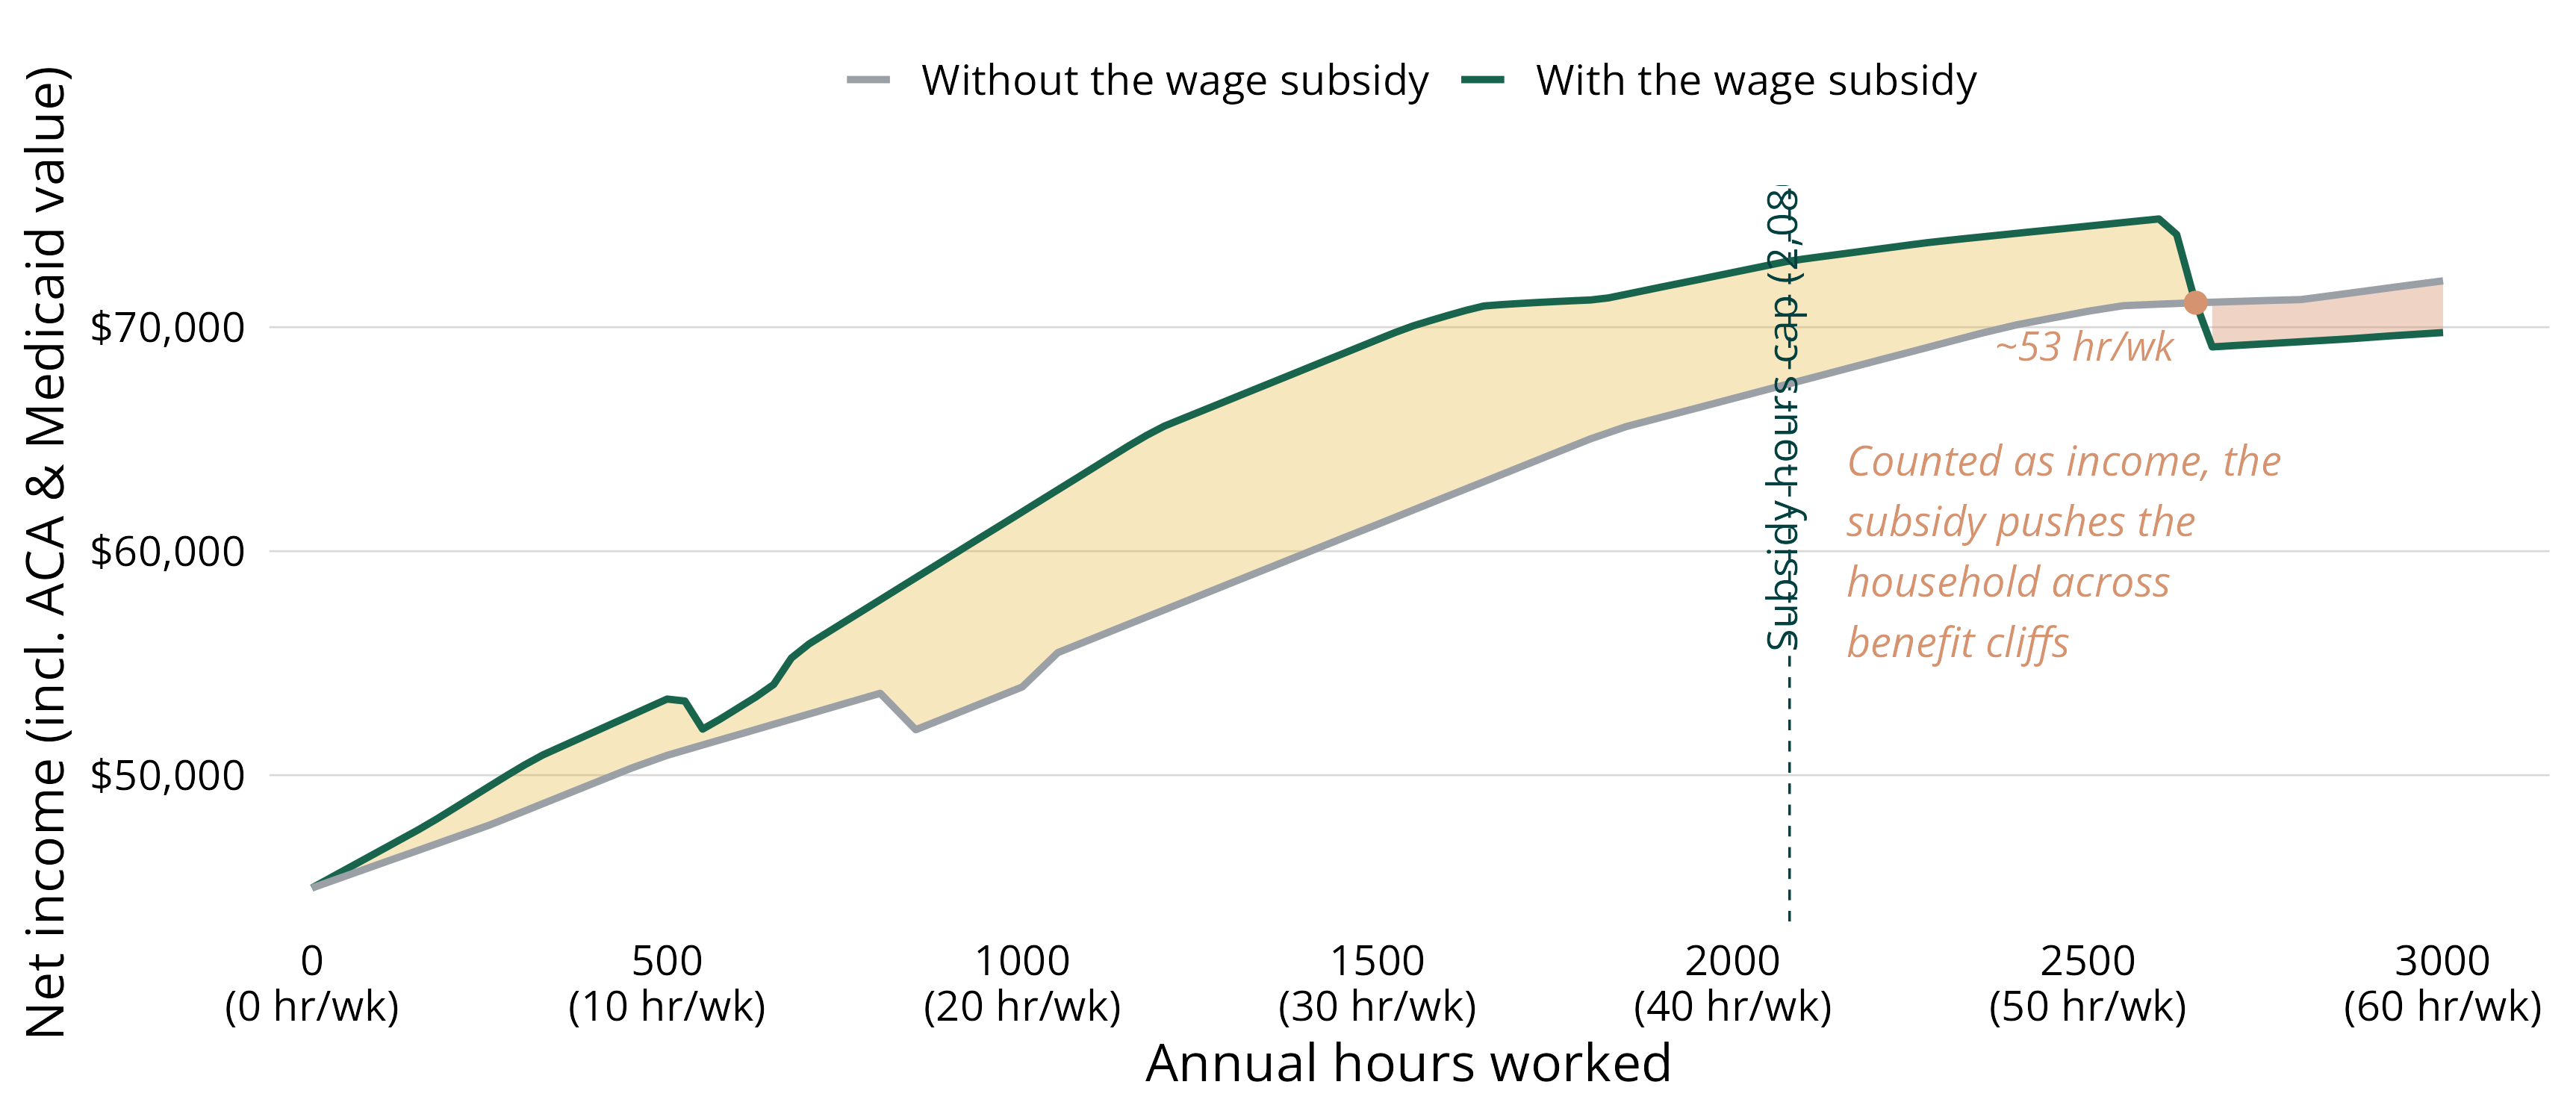 Without the wage subsidy
With the wage subsidy
Net income (incl. ACA & Medicaid value)
$70,000
$60,000
$50,000
Subsidy hours cap (2,08
~53 hr/wk
Counted as income, the
subsidy pushes the
household across
benefit cliffs
0
(0 hr/wk)
500
(10 hr/wk)
1000
(20 hr/wk)
1500
(30 hr/wk)
2000
(40 hr/wk)
2500
(50 hr/wk)
3000
(60 hr/wk)
Annual hours worked